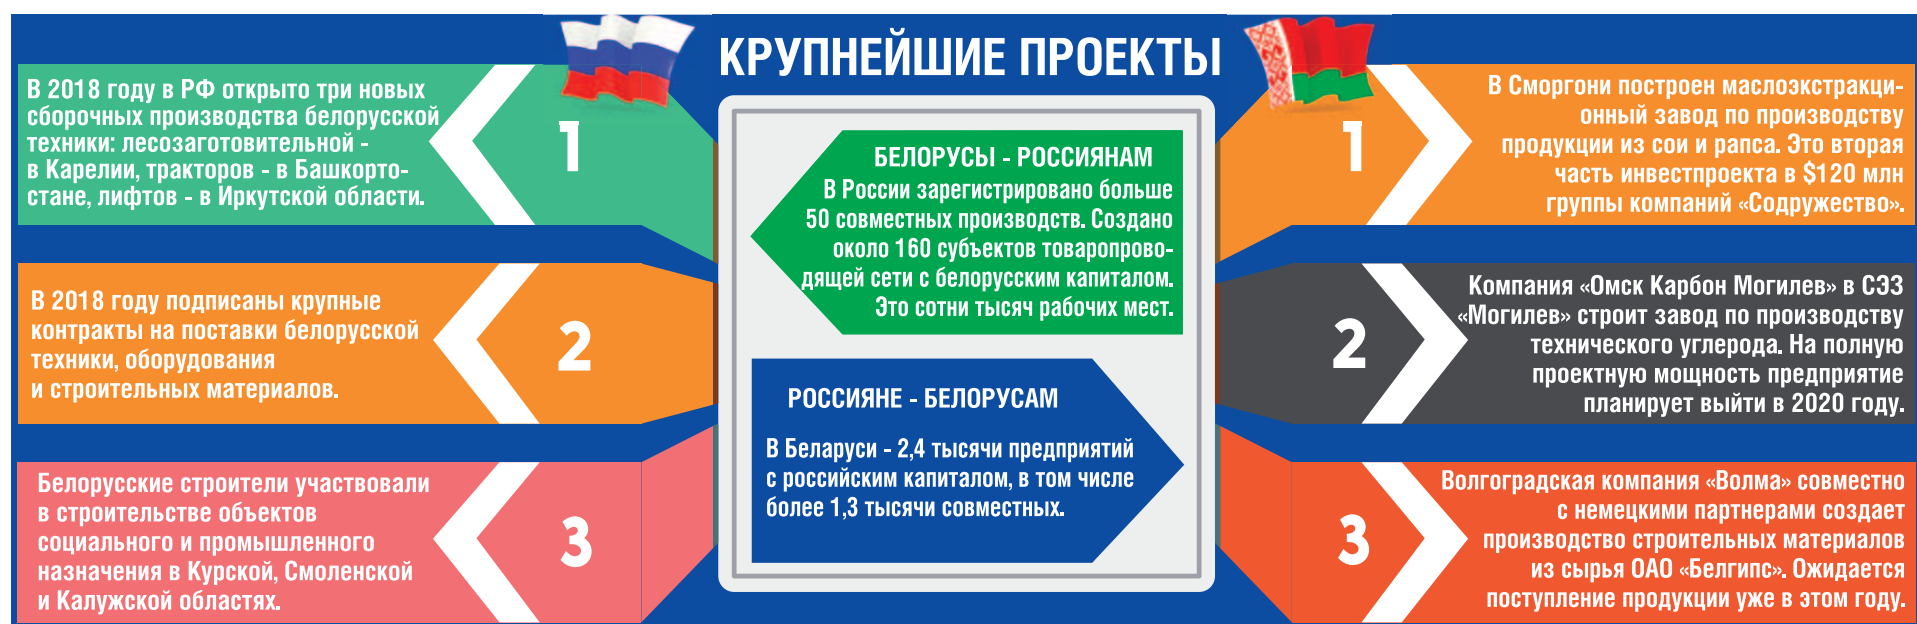 КРУПНЕЙШИЕ ПРОЕКТЫ
В 2018 году в РФ открыто три новых
сборочных производства белорусской
техники: лесозаготовительной -
в Карелии, тракторов - в Башкорто-
стане, лифтов - в Иркутской области.
1
В 2018 году подписаны крупные
контракты на поставки белорусской
техники, оборудования
и строительных материалов.
2
Белорусские строители участвовали
в строительстве объектов
социального и промышленного
назначения в Курской, Смоленской
и Калужской областях.
3
БЕЛОРУСЫ - РОССИЯНАМ
В России зарегистрировано больше
50 совместных производств. Создано
около 160 субъектов товаропрово-
дящей сети с белорусским капиталом.
Это сотни тысяч рабочих мест.
РОССИЯНЕ - БЕЛОРУСАМ
В Беларуси - 2,4 тысячи предприятий
с российским капиталом, в том числе
более 1,3 тысячи совместных.
1
В Сморгони построен маслоэкстракци-
онный завод по производству
продукции из сои и рапса. Это вторая
часть инвестпроекта в $120 млн
группы компаний «Содружество».
2
Компания «Омск Карбон Могилев» в СЭЗ
«Могилев» строит завод по производству
технического углерода. На полную
проектную мощность предприятие
планирует выйти в 2020 году.
3
Волгоградская компания «Волма» совместно
с немецкими партнерами создает
производство строительных материалов
из сырья ОАО «Белгипс». Ожидается
поступление продукции уже в этом году.